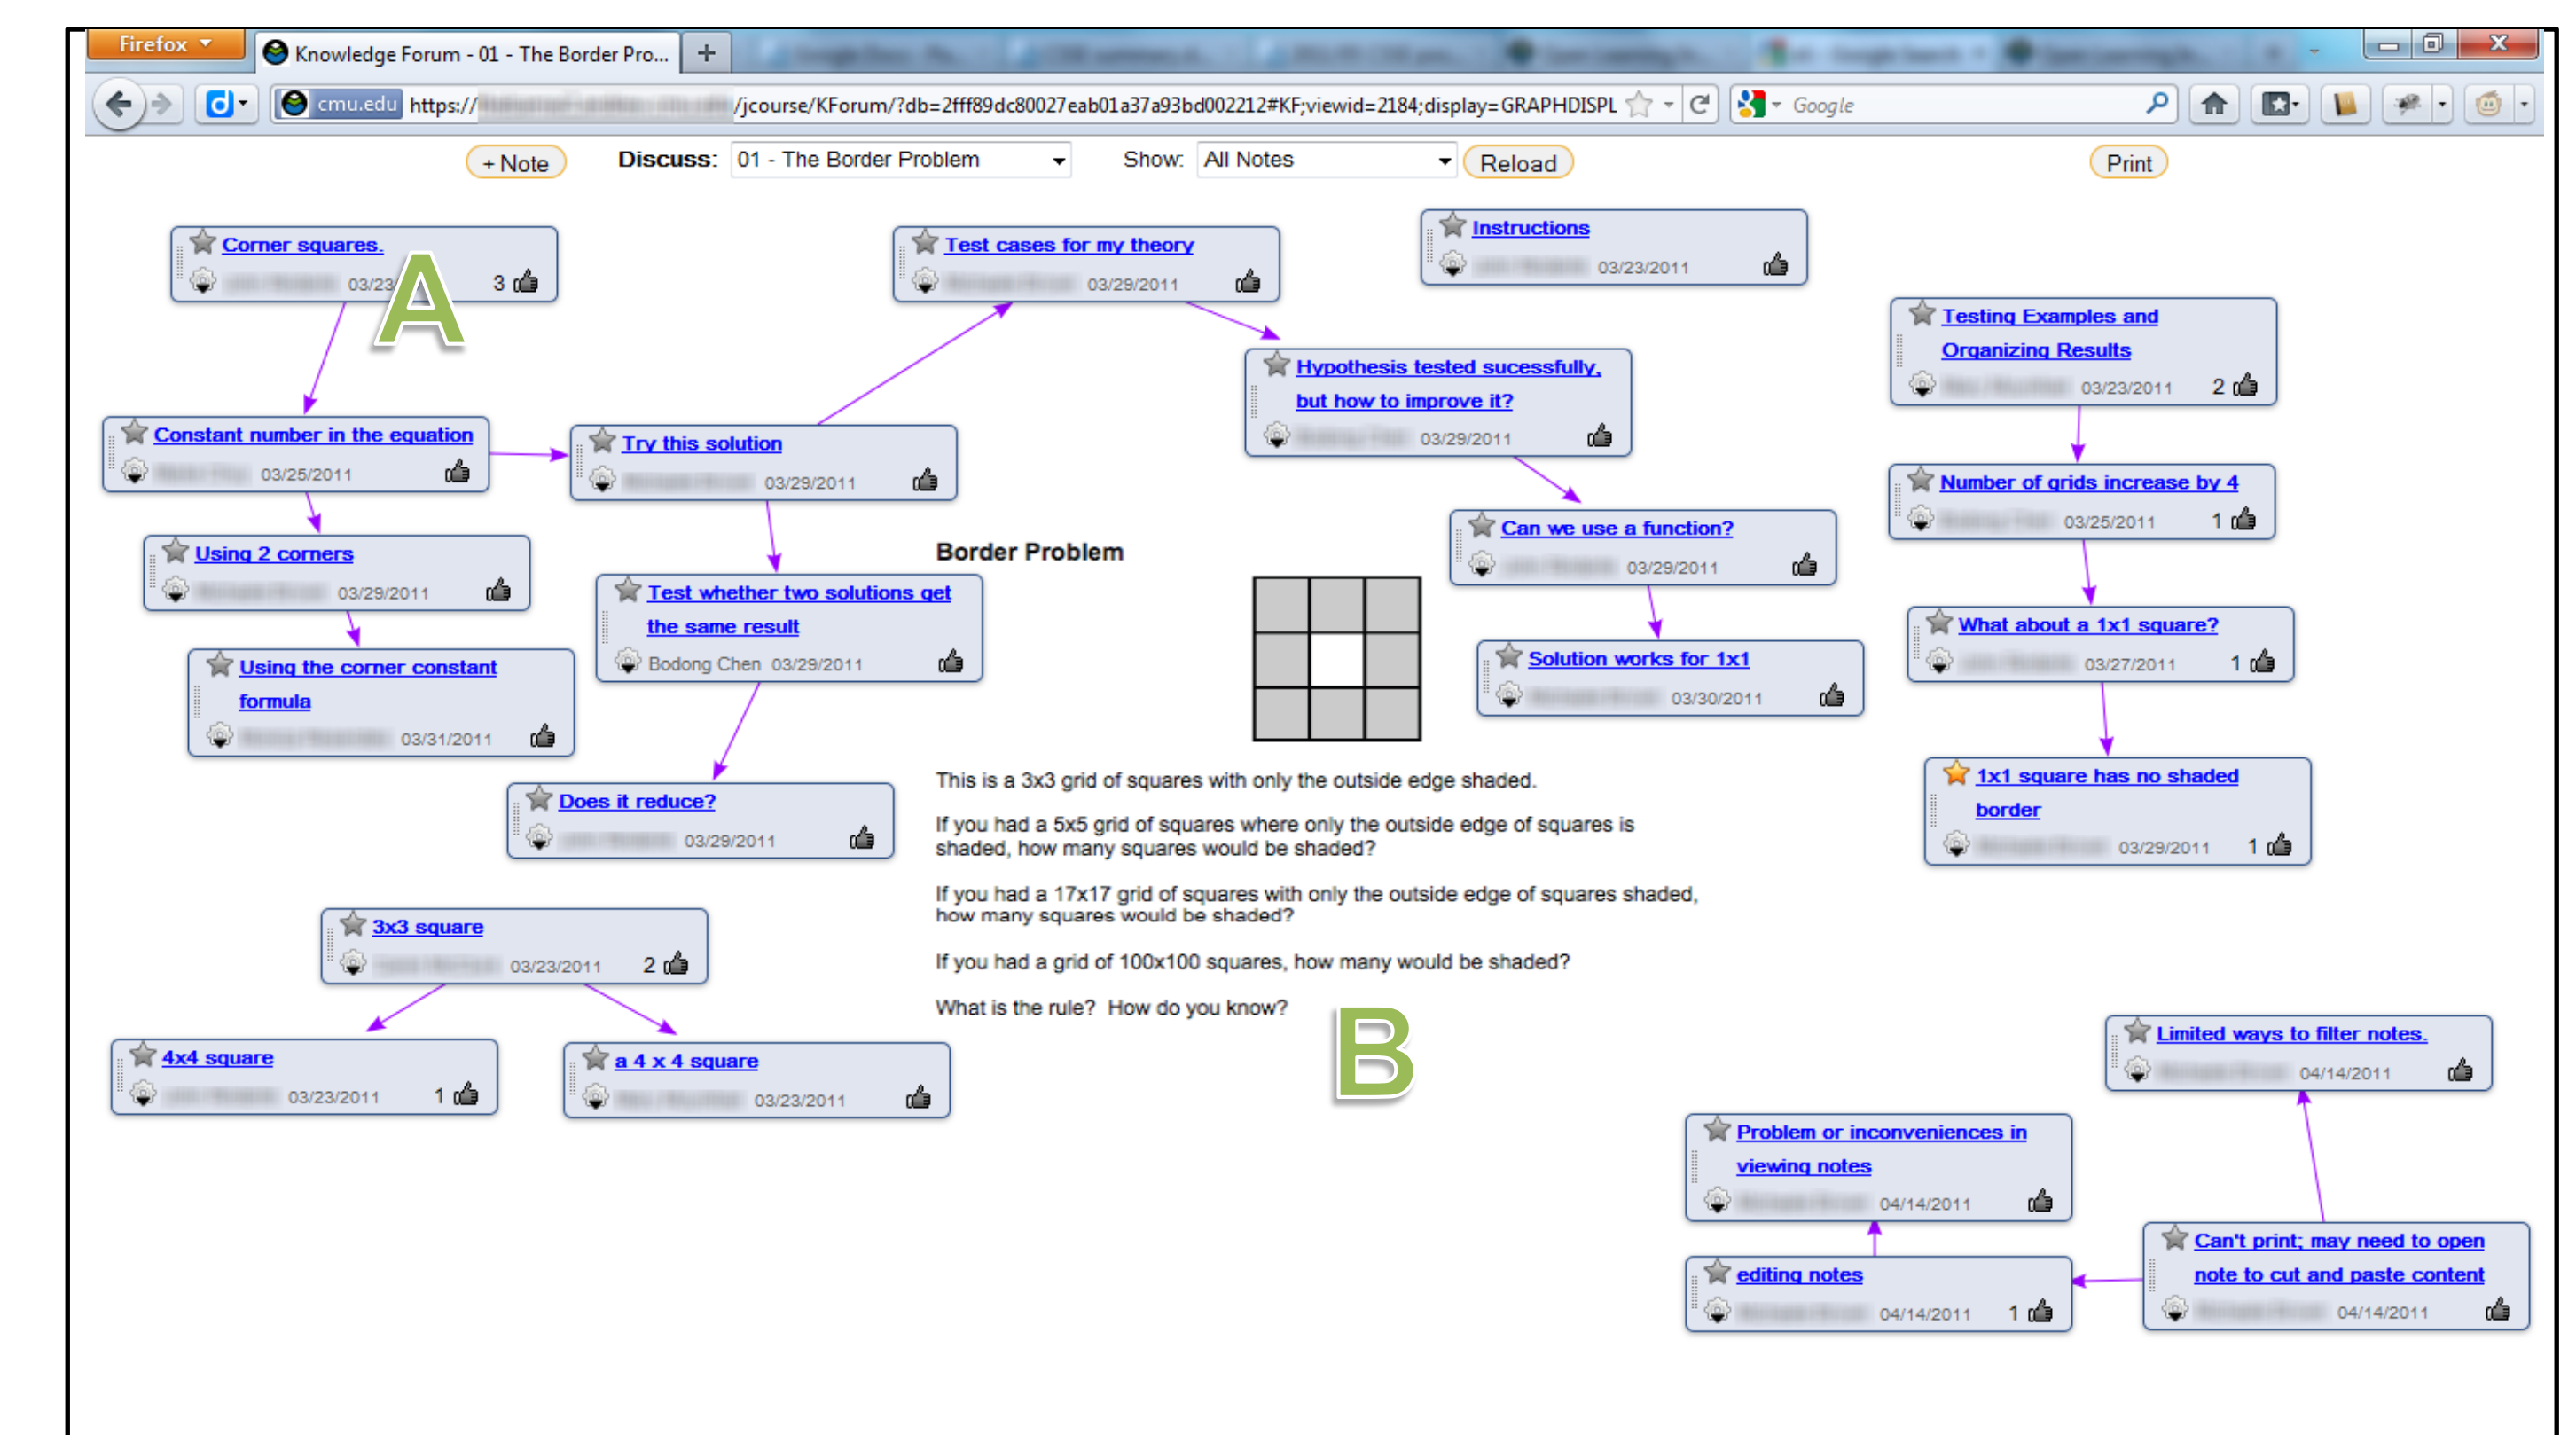 Firefox
Knowledge Forum - 01 - The Border Pro...
cmu.edu https:// /jcourse/KForum/?db=2fff89dc80027eab01a37a93bd002212#KF;viewid=2184;display=GRAPHDISPL
Google
+ Note
Discuss: 01 - The Border Problem
Show: All Notes
Reload
Print
Corner squares.
03/23
3
A
Test cases for my theory
03/29/2011
Instructions
03/23/2011
Testing Examples and
Organizing Results
03/23/2011 2
Hypothesis tested sucessfully,
but how to improve it?
03/29/2011
Constant number in the equation
03/25/2011
Try this solution
03/29/2011
Number of grids increase by 4
03/25/2011 1
Can we use a function?
03/29/2011
Using 2 corners
03/29/2011
Test whether two solutions get
the same result
Bodong Chen 03/29/2011
Border Problem
What about a 1x1 square?
03/27/2011 1
Solution works for 1x1
03/30/2011
Using the corner constant
formula
03/31/2011
1x1 square has no shaded
border
03/29/2011 1
Does it reduce?
03/29/2011
This is a 3x3 grid of squares with only the outside edge shaded.
If you had a 5x5 grid of squares where only the outside edge of squares is
shaded, how many squares would be shaded?
If you had a 17x17 grid of squares with only the outside edge of squares shaded,
how many squares would be shaded?
If you had a grid of 100x100 squares, how many would be shaded?
What is the rule? How do you know?
B
3x3 square
03/23/2011 2
4x4 square
03/23/2011 1
a 4 x 4 square
03/23/2011
Limited ways to filter notes.
04/14/2011
Problem or inconveniences in
viewing notes
04/14/2011
editing notes
04/14/2011 1
Can't print; may need to open
note to cut and paste content
04/14/2011